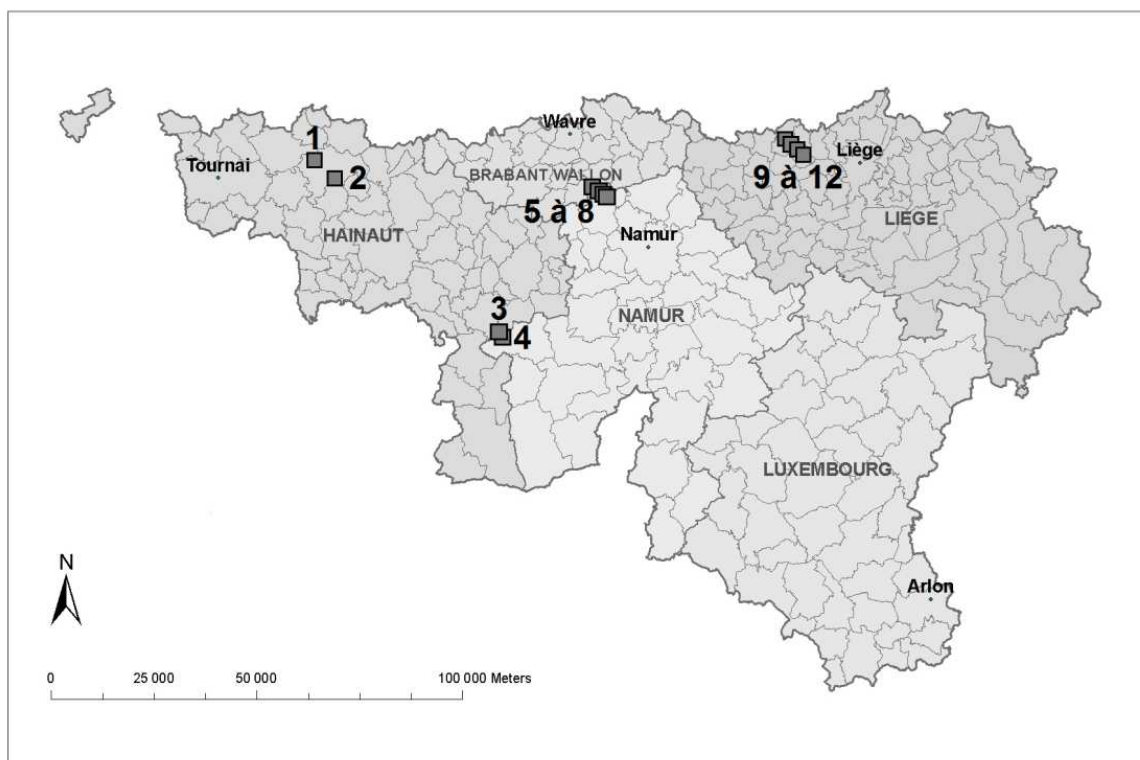 Wavre
1
Tournai
2
BRABANT WALLON
Liège
9 à 12
5 à 8
HAINAUT
LIEGE
Namur
3
4
NAMUR
LUXEMBOURG
N
Arlon
0 25 000 50 000 100 000 Meters